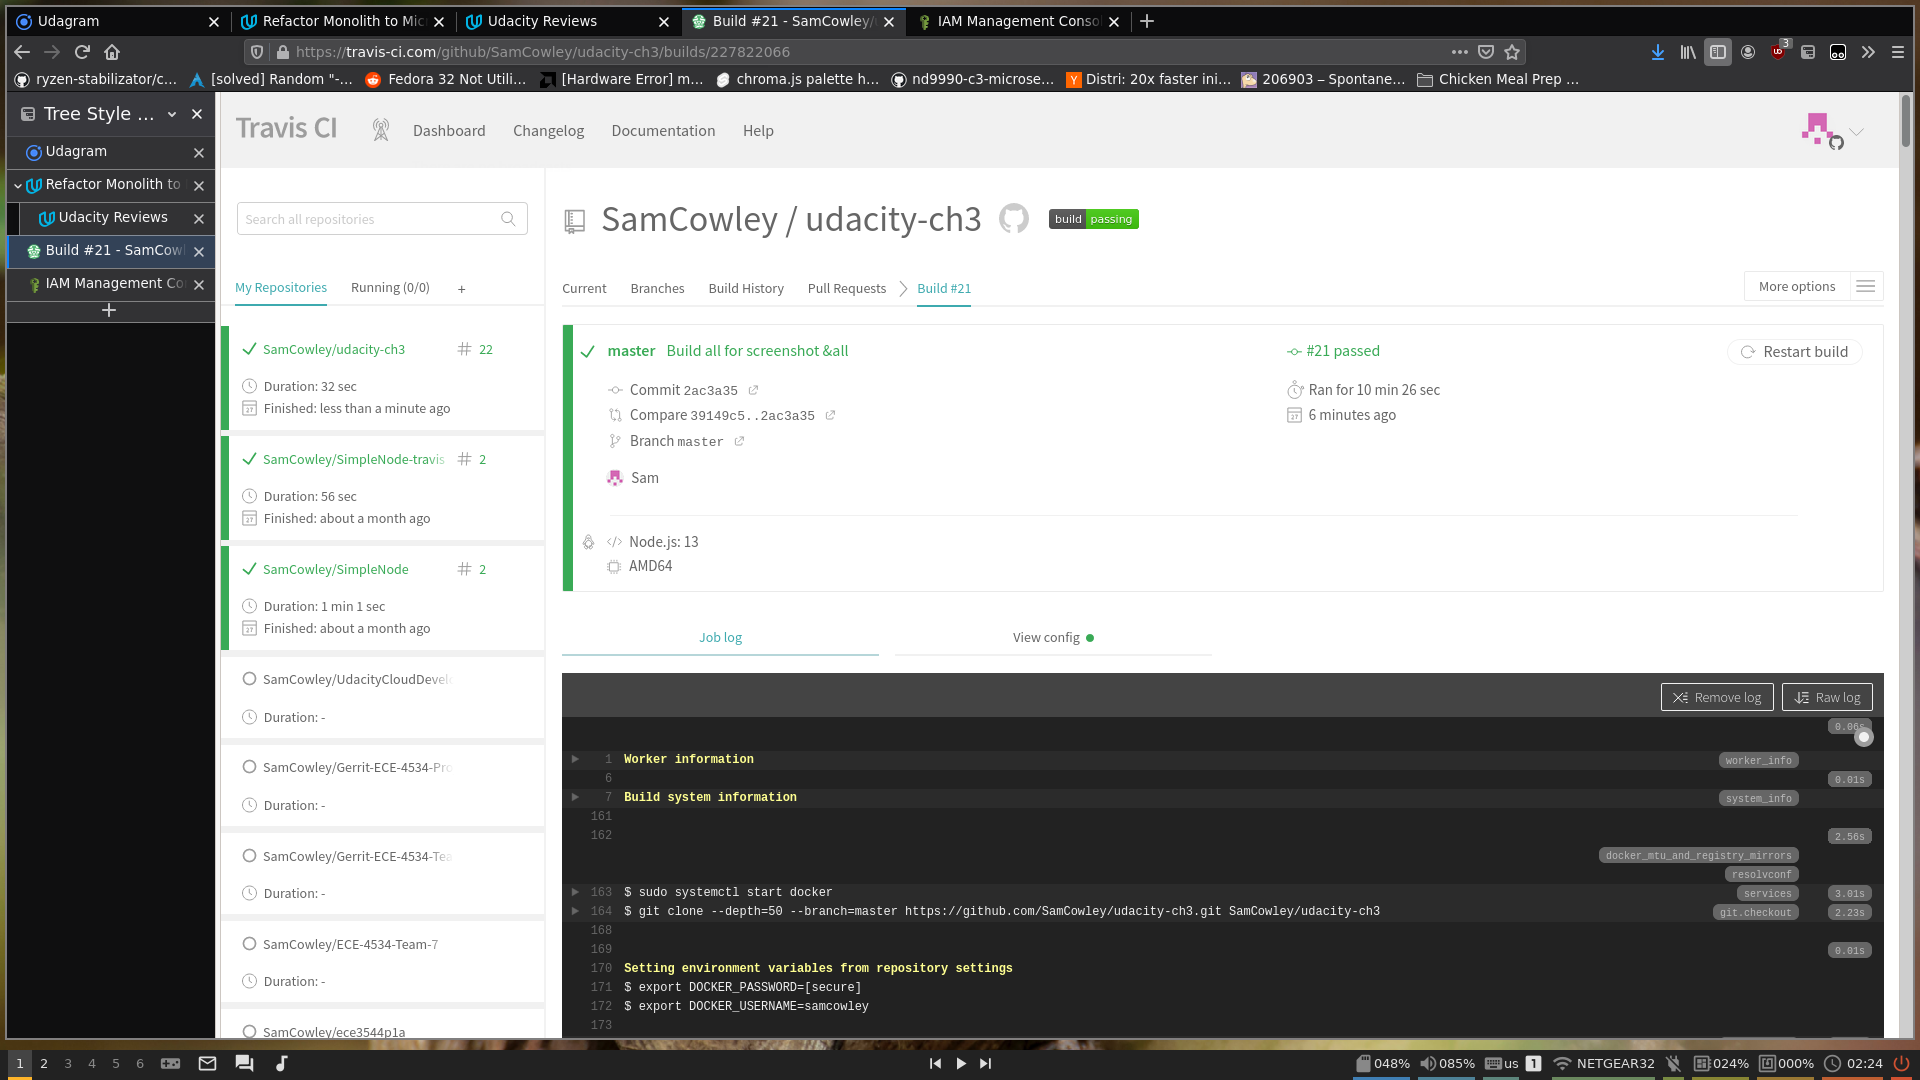 Udagram
Refactor Monolith to Mic
Udacity Reviews
Build #21 - SamCowley/
IAM Management Conso
https://travis-ci.com/github/SamCowley/udacity-ch3/builds/227822066
3
ryzen-stabilizator/c...
[solved] Random "-...
Fedora 32 Not Utili...
[Hardware Error] m...
chroma.js palette h...
nd9990-c3-microse...
Distri: 20x faster ini...
206903 – Spontane...
Chicken Meal Prep ...
Tree Style ...
Udagram
Refactor Monolith to
Udacity Reviews
Build #21 - SamCowl
IAM Management Co
Travis CI
Dashboard
Changelog
Documentation
Help
Search all repositories
My Repositories
Running (0/0)
+
SamCowley/udacity-ch3
# 22
Duration: 32 sec
Finished: less than a minute ago
SamCowley/SimpleNode-travis
# 2
Duration: 56 sec
Finished: about a month ago
SamCowley/SimpleNode
# 2
Duration: 1 min 1 sec
Finished: about a month ago
SamCowley/UdacityCloudDevel
Duration: -
SamCowley/Gerrit-ECE-4534-Pro
Duration: -
SamCowley/Gerrit-ECE-4534-Tea
Duration: -
SamCowley/ECE-4534-Team-7
Duration: -
SamCowley/ece3544p1a
SamCowley / udacity-ch3
build passing
Current
Branches
Build History
Pull Requests
Build #21
More options
master Build all for screenshot &all
#21 passed
Restart build
Commit 2ac3a35
Ran for 10 min 26 sec
Compare 39149c5..2ac3a35
6 minutes ago
Branch master
Sam
</> Node.js: 13
AMD64
Job log
View config
Remove log
Raw log
0.06s
1 Worker information worker_info
6 0.01s
7 Build system information system_info
161
162 2.56s
docker_mtu_and_registry_mirrors
resolvconf
163 $ sudo systemctl start docker services 3.01s
164 $ git clone --depth=50 --branch=master https://github.com/SamCowley/udacity-ch3.git SamCowley/udacity-ch3 git.checkout 2.23s
168
169 0.01s
170 Setting environment variables from repository settings
171 $ export DOCKER_PASSWORD=[secure]
172 $ export DOCKER_USERNAME=samcowley
173
1 2 3 4 5 6
048% 085% us 1 NETGEAR32 024% 000% 02:24